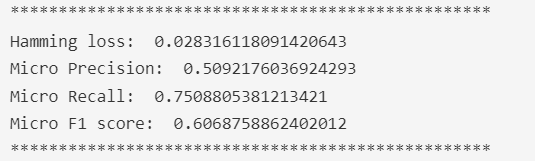 **************************************************
Hamming loss:  0.028316118091420643
Micro Precision:  0.5092176036924293
Micro Recall:  0.7508805381213421
Micro F1 score:  0.6068758862402012
**************************************************